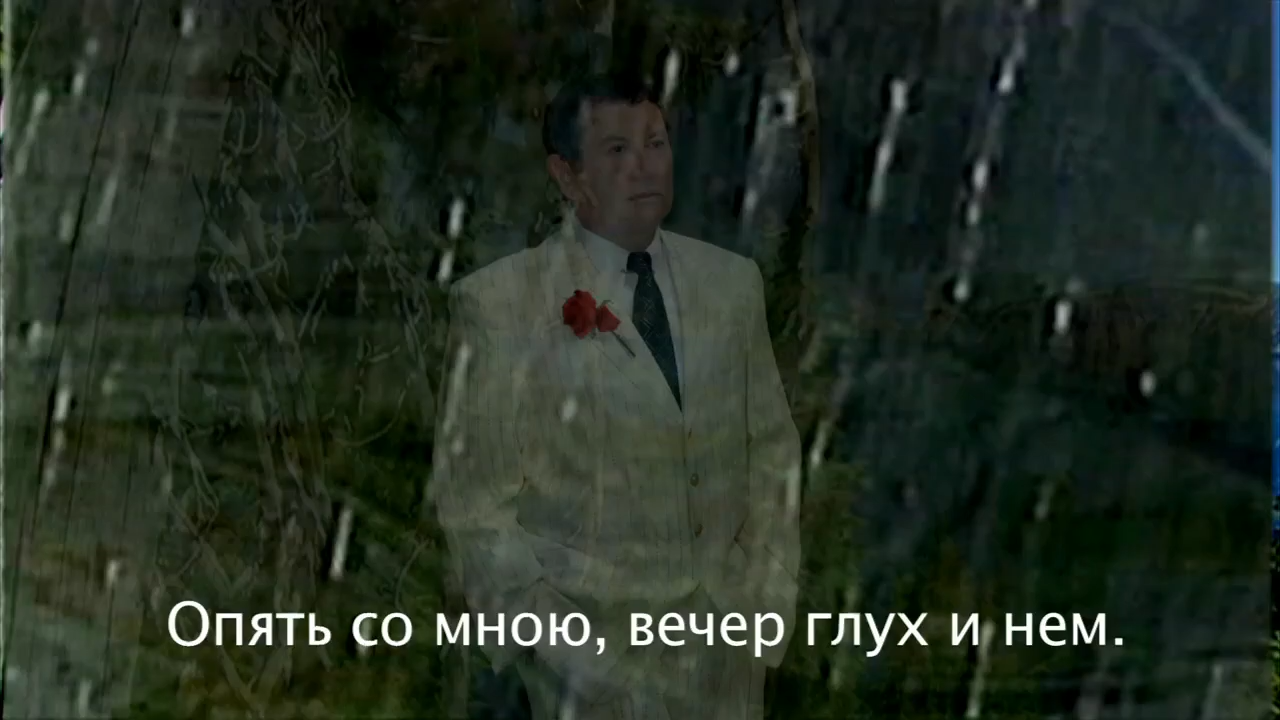 Опять со мною, вечер глух и нем.